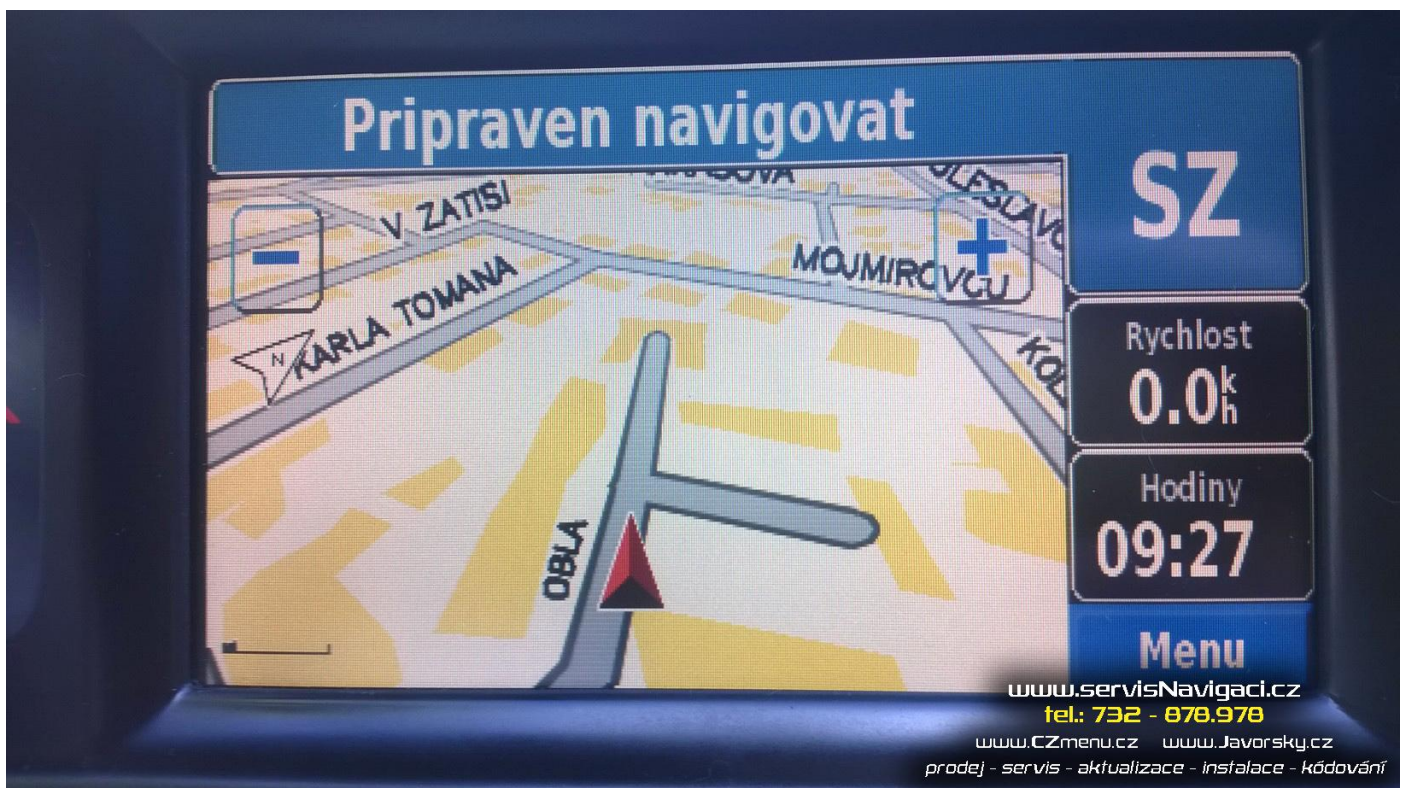 Pripraven navigovat
SZ
V ZATISI
MOJMIROVCU
KARLA TOMANA
N
Rychlost
0.0 k
h
Hodiny
09:27
OBLA
Menu
www.servisNavigaci.cz
tel.: 732 - 878.978
www.CZmenu.cz www.Javorsky.cz
prodej - servis - aktualizace - instalace - kódování